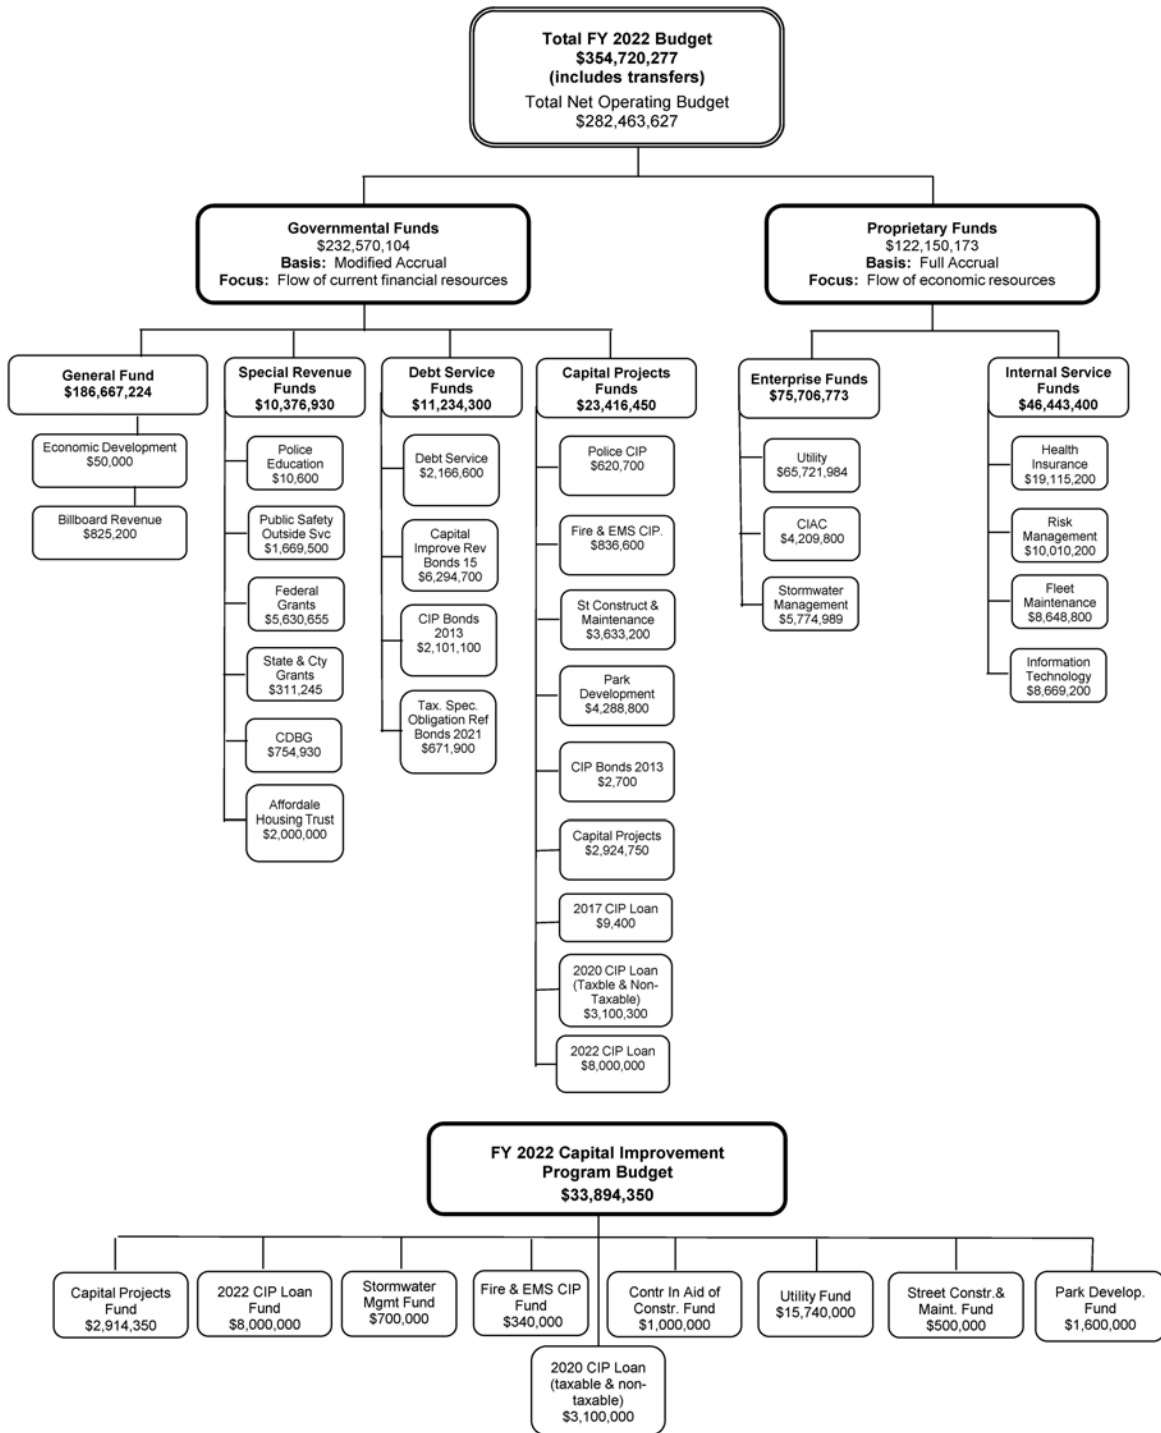 Total FY 2022 Budget
$354,720,277
(includes transfers)
Total Net Operating Budget
$282,463,627
Governmental Funds
$232,570,104
Basis: Modified Accrual
Focus: Flow of current financial resources
Proprietary Funds
$122,150,173
Basis: Full Accrual
Focus: Flow of economic resources
General Fund
$186,667,224
Economic Development
$50,000
Billboard Revenue
$825,200
Special Revenue
Funds
$10,376,930
Police
Education
$10,600
Public Safety
Outside Svc
$1,669,500
Federal
Grants
$5,630,655
State & Cty
Grants
$311,245
CDBG
$754,930
Affordale
Housing Trust
$2,000,000
Debt Service
Funds
$11,234,300
Debt Service
$2,166,600
Capital
Improve Rev
Bonds 15
$6,294,700
CIP Bonds
2013
$2,101,100
Tax. Spec.
Obligation Ref
Bonds 2021
$671,900
Capital Projects
Funds
$23,416,450
Police CIP
$620,700
Fire & EMS CIP.
$836,600
St Construct &
Maintenance
$3,633,200
Park
Development
$4,288,800
CIP Bonds 2013
$2,700
Capital Projects
$2,924,750
2017 CIP Loan
$9,400
2020 CIP Loan
(Taxble & Non-
Taxable)
$3,100,300
2022 CIP Loan
$8,000,000
Enterprise Funds
$75,706,773
Utility
$65,721,984
CIAC
$4,209,800
Stormwater
Management
$5,774,989
Internal Service
Funds
$46,443,400
Health
Insurance
$19,115,200
Risk
Management
$10,010,200
Fleet
Maintenance
$8,648,800
Information
Technology
$8,669,200
FY 2022 Capital Improvement
Program Budget
$33,894,350
Capital Projects
Fund
$2,914,350
2022 CIP Loan
Fund
$8,000,000
Stormwater
Mgmt Fund
$700,000
Fire & EMS CIP
Fund
$340,000
Contr In Aid of
Constr. Fund
$1,000,000
Utility Fund
$15,740,000
Street Constr.&
Maint. Fund
$500,000
Park Develop.
Fund
$1,600,000
2020 CIP Loan
(taxable & non-
taxable)
$3,100,000